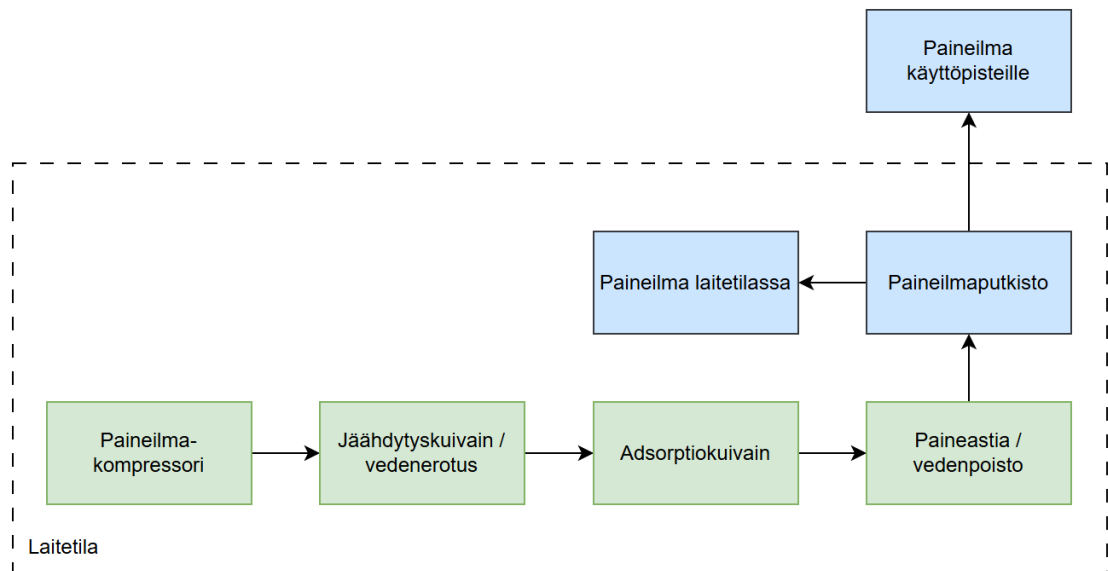 Paineilma
käyttöpisteille
Paineilma laitetilassa
Paineilmaputkisto
Paineilma-
kompressori
Jäähdytyskuivain /
vedenerotus
Adsorptiokuivain
Paineastia /
vedenpoisto
Laitetila